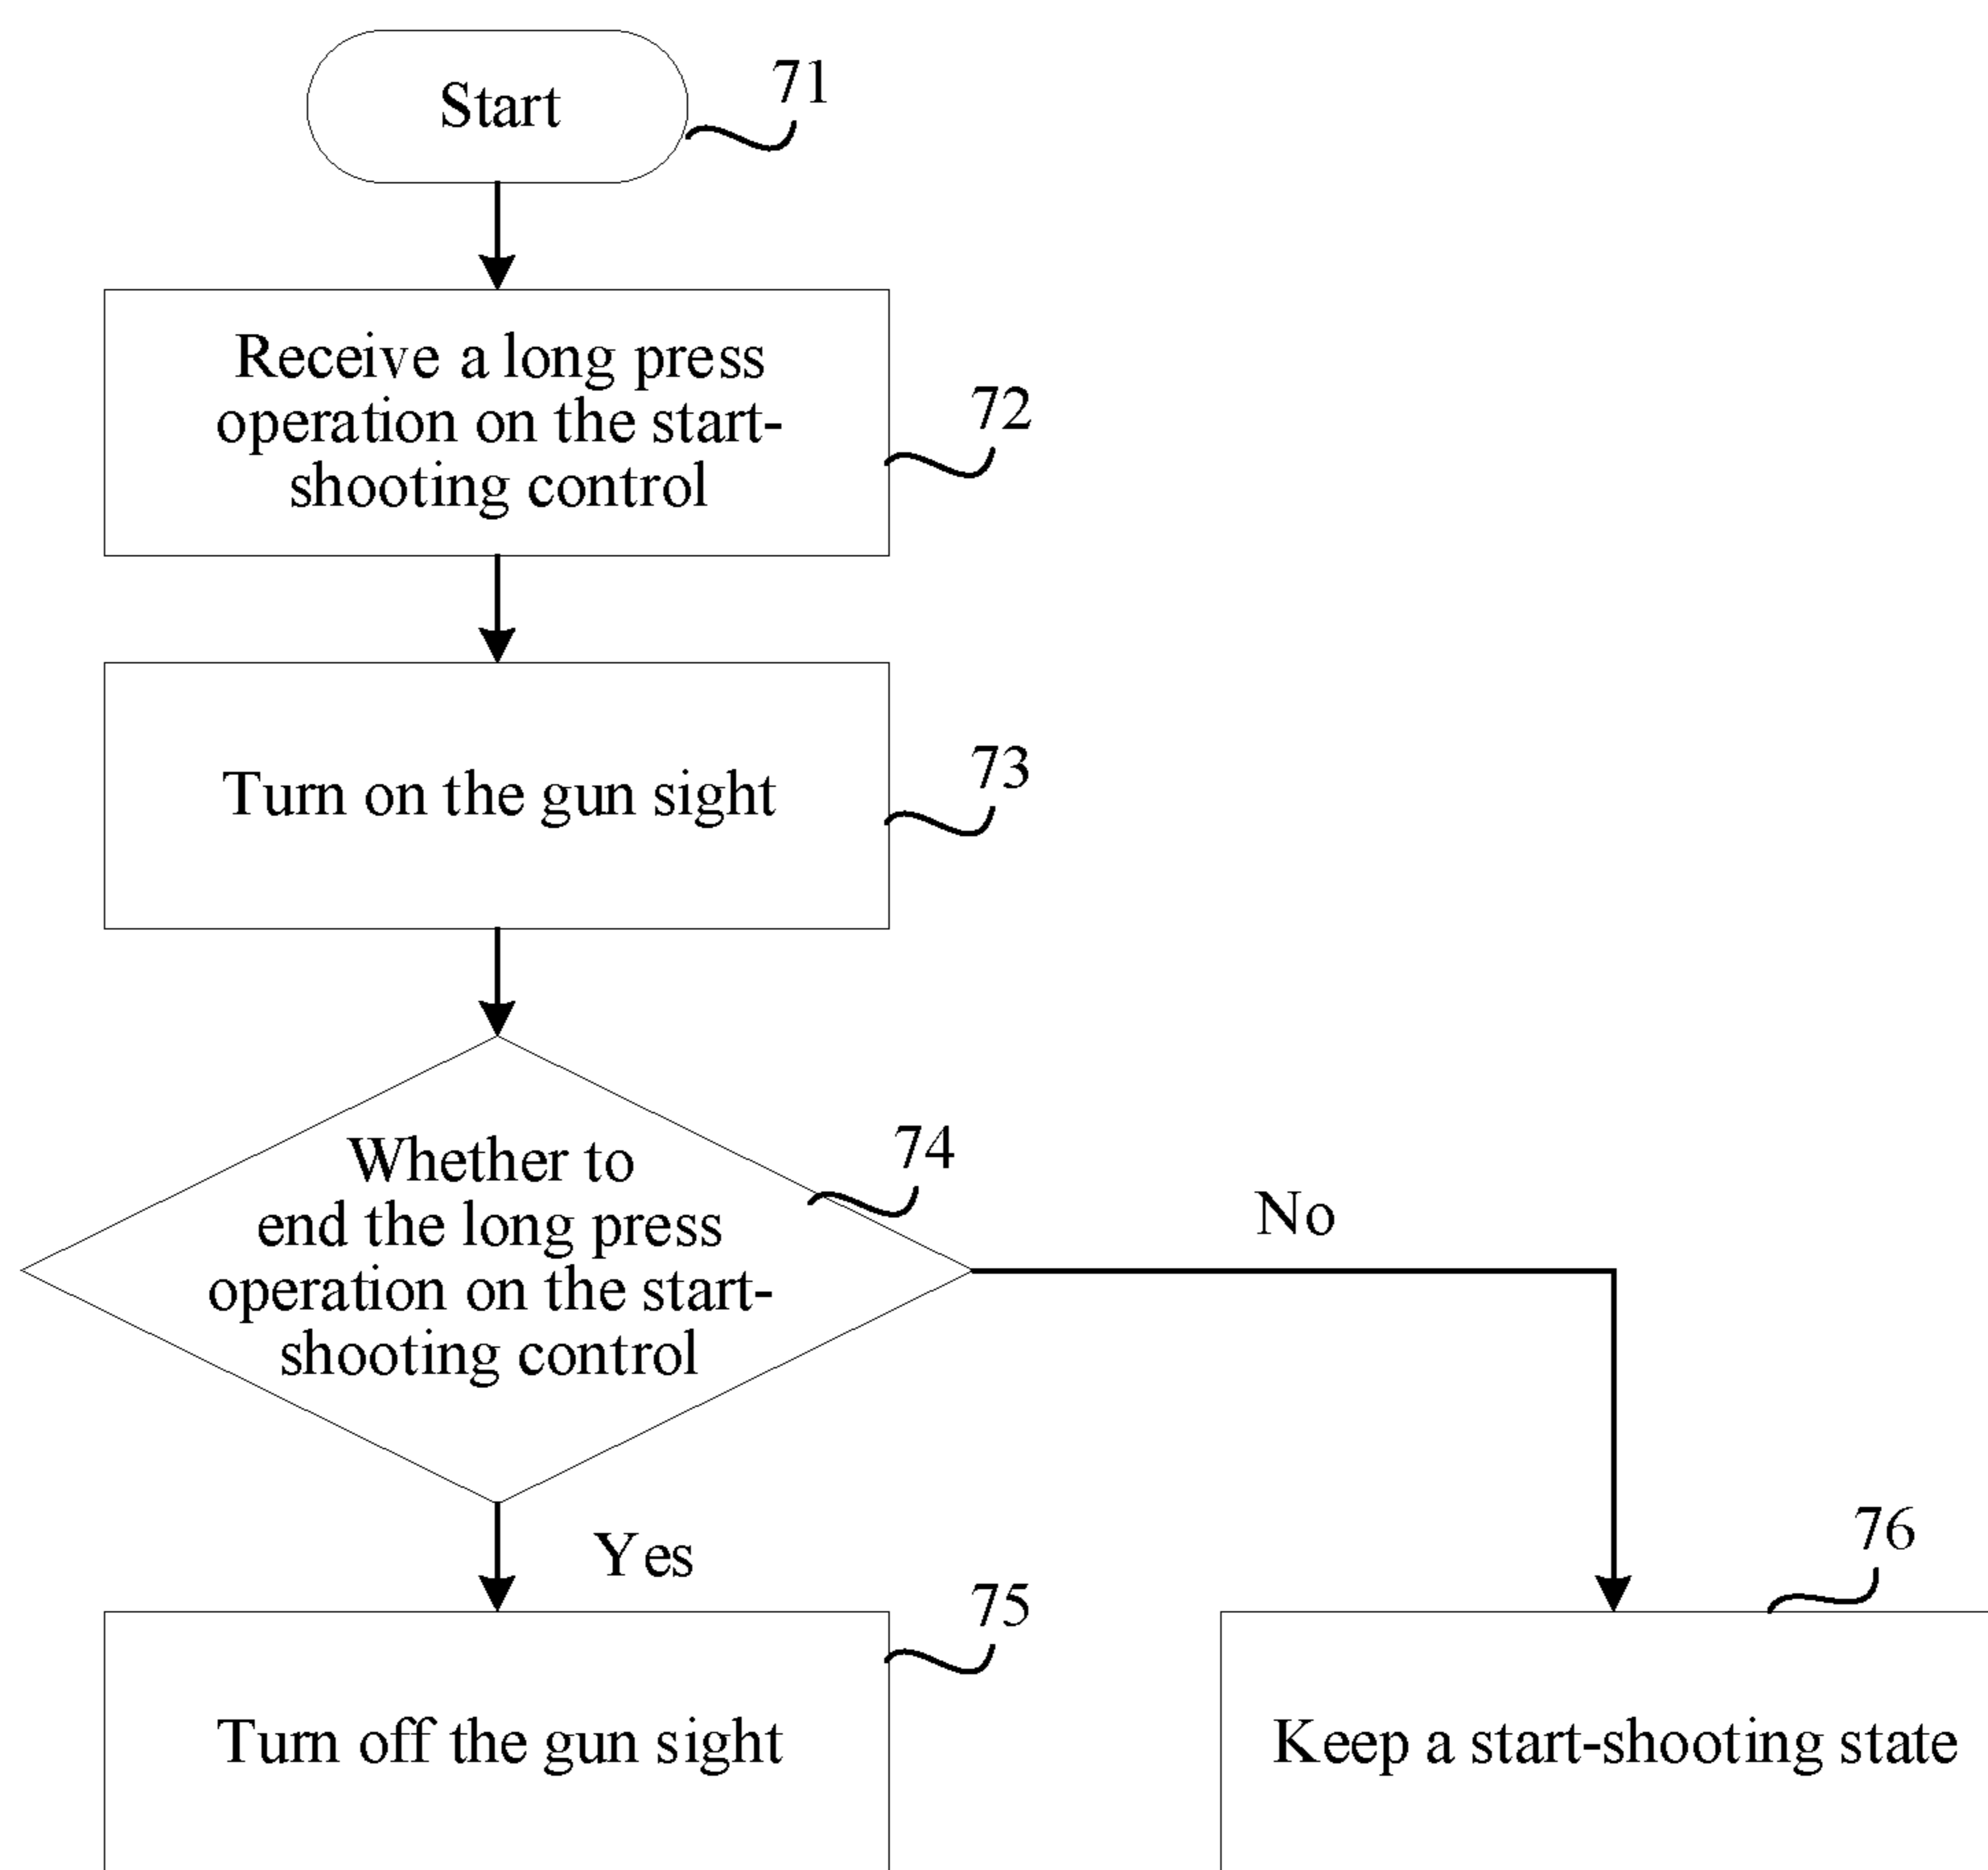 Start
71
Receive a long press
operation on the start-
shooting control
72
Turn on the gun sight
73
Whether to
end the long press
operation on the start-
shooting control
74
No
Yes
75
Turn off the gun sight
76
Keep a start-shooting state